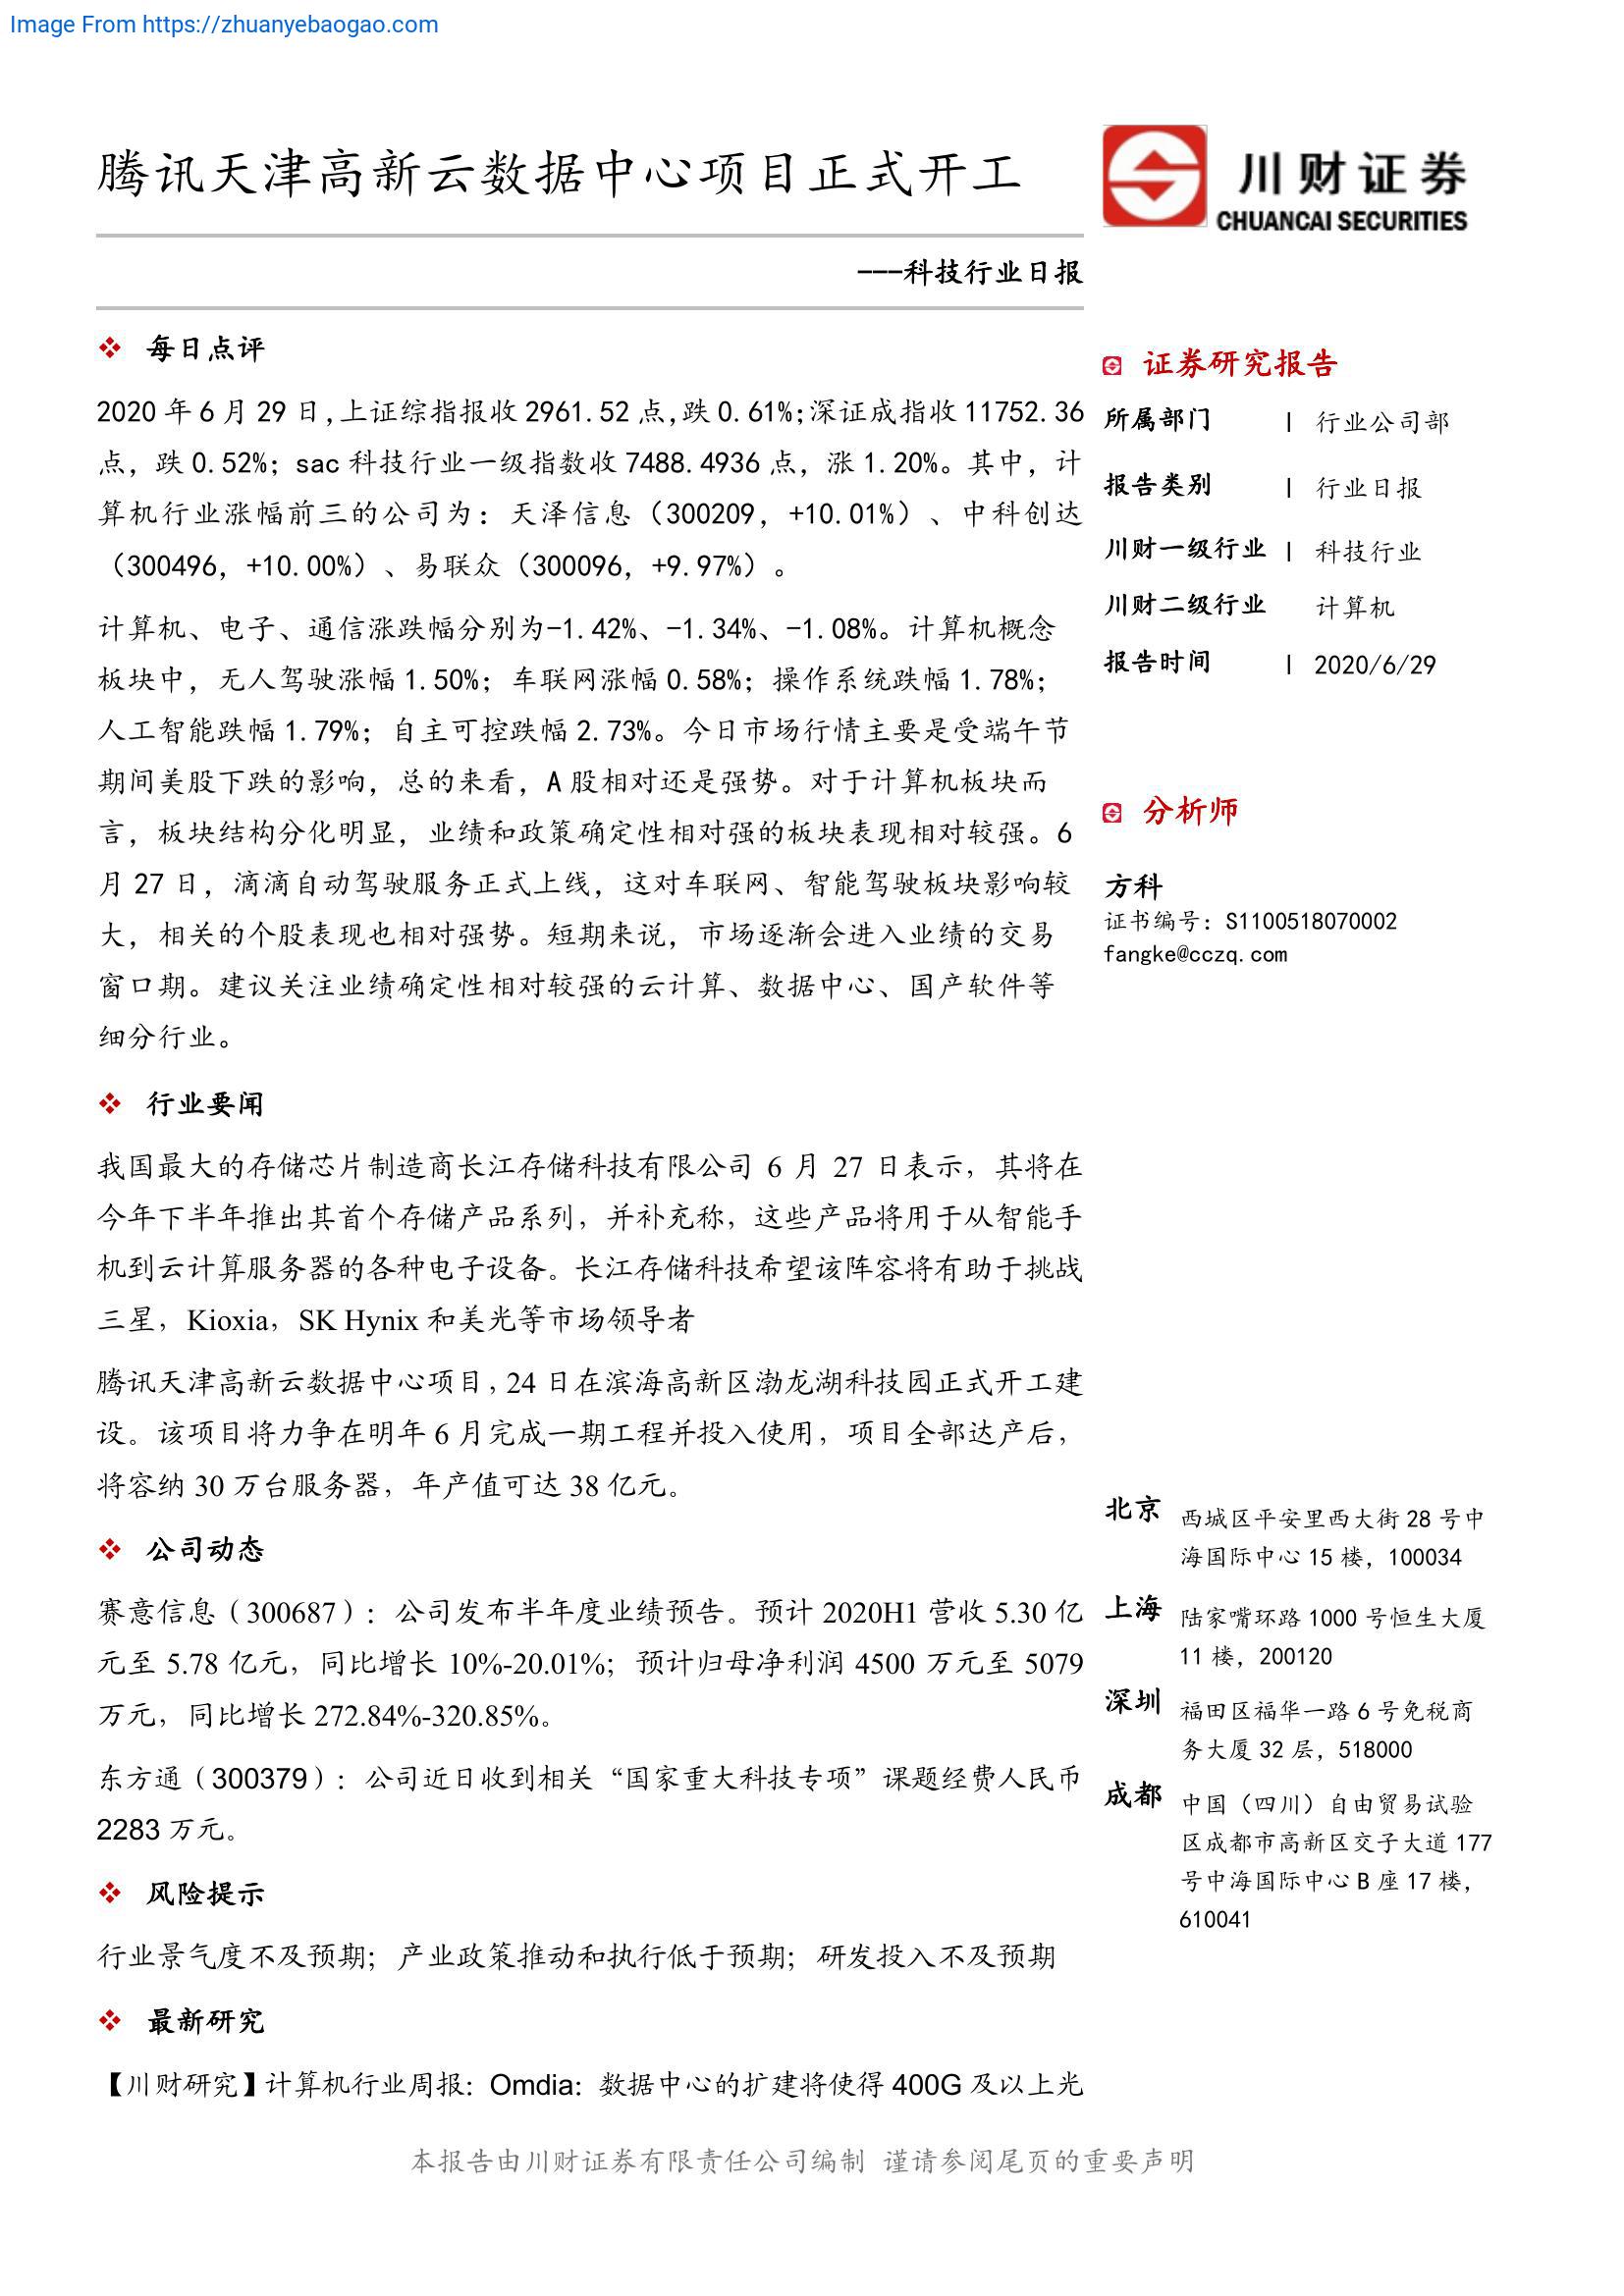 Image From https://zhuanyebaogao.com
腾讯天津高新云数据中心项目正式开工
川财证券
CHUANCAI SECURITIES
---科技行业日报
每日点评
2020 年 6 月 29 日,上证综指报收 2961.52 点,跌 0.61%;深证成指收 11752.36
点，跌 0.52%；sac 科技行业一级指数收 7488.4936 点，涨 1.20%。其中，计
算机行业涨幅前三的公司为：天泽信息（300209，+10.01%）、中科创达
（300496，+10.00%）、易联众（300096，+9.97%）。
计算机、电子、通信涨跌幅分别为-1.42%、-1.34%、-1.08%。计算机概念
板块中，无人驾驶涨幅 1.50%；车联网涨幅 0.58%；操作系统跌幅 1.78%；
人工智能跌幅 1.79%；自主可控跌幅 2.73%。今日市场行情主要是受端午节
期间美股下跌的影响，总的来看，A 股相对还是强势。对于计算机板块而
言，板块结构分化明显，业绩和政策确定性相对强的板块表现相对较强。6
月 27 日，滴滴自动驾驶服务正式上线，这对车联网、智能驾驶板块影响较
大，相关的个股表现也相对强势。短期来说，市场逐渐会进入业绩的交易
窗口期。建议关注业绩确定性相对较强的云计算、数据中心、国产软件等
细分行业。
行业要闻
我国最大的存储芯片制造商长江存储科技有限公司 6 月 27 日表示，其将在
今年下半年推出其首个存储产品系列，并补充称，这些产品将用于从智能手
机到云计算服务器的各种电子设备。长江存储科技希望该阵容将有助于挑战
三星，Kioxia，SK Hynix 和美光等市场领导者
腾讯天津高新云数据中心项目,24 日在滨海高新区渤龙湖科技园正式开工建
设。该项目将力争在明年 6 月完成一期工程并投入使用，项目全部达产后，
将容纳 30 万台服务器，年产值可达 38 亿元。
公司动态
赛意信息（300687）：公司发布半年度业绩预告。预计 2020H1 营收 5.30 亿
元至 5.78 亿元，同比增长 10%-20.01%；预计归母净利润 4500 万元至 5079
万元，同比增长 272.84%-320.85%。
东方通（300379）：公司近日收到相关“国家重大科技专项”课题经费人民币
2283 万元。
风险提示
行业景气度不及预期；产业政策推动和执行低于预期；研发投入不及预期
最新研究
【川财研究】计算机行业周报：Omdia：数据中心的扩建将使得 400G 及以上光
证券研究报告
所属部门 | 行业公司部
报告类别 | 行业日报
川财一级行业 | 科技行业
川财二级行业 计算机
报告时间 | 2020/6/29
分析师
方科
证书编号：S1100518070002
fangke@cczq.com
北京 西城区平安里西大街 28 号中
海国际中心 15 楼，100034
上海 陆家嘴环路 1000 号恒生大厦
11 楼，200120
深圳 福田区福华一路 6 号免税商
务大厦 32 层，518000
成都 中国（四川）自由贸易试验
区成都市高新区交子大道 177
号中海国际中心 B 座 17 楼，
610041
本报告由川财证券有限责任公司编制 谨请参阅尾页的重要声明